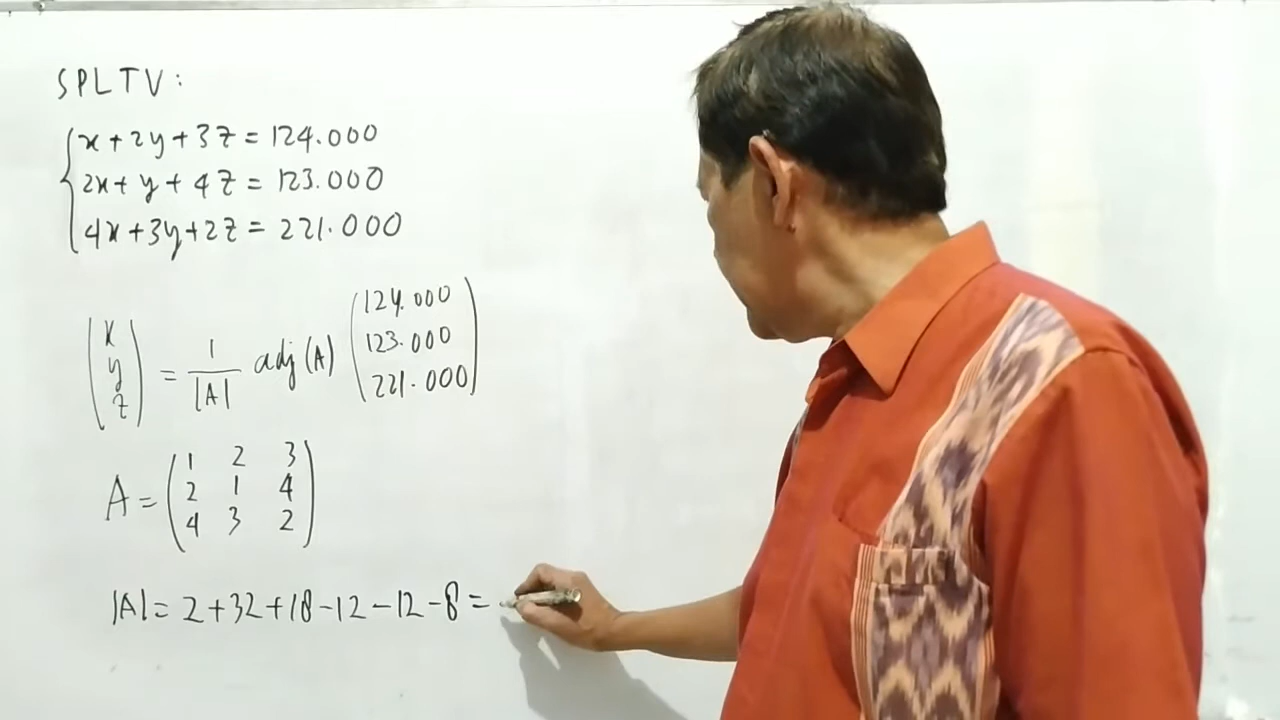 SPLTV:
x + 2y + 3z = 124.000
2x + y + 4z = 123.000
4x + 3y + 2z = 221.000
(x y z) = 1/|A| adj (A) (124.000 123.000 221.000)
A = (1 2 3
2 1 4
4 3 2)
|A| = 2 + 32 + 18 - 12 - 12 - 8 =